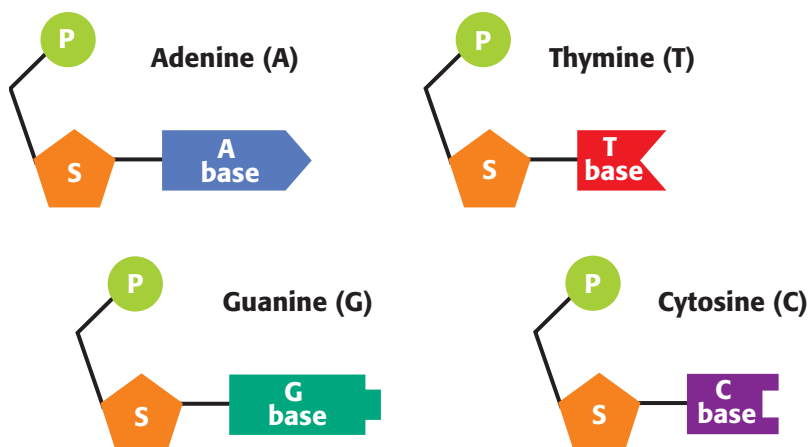 P
Adenine (A)
S
A
base
P
Thymine (T)
S
T
base
P
Guanine (G)
S
G
base
P
Cytosine (C)
S
C
base